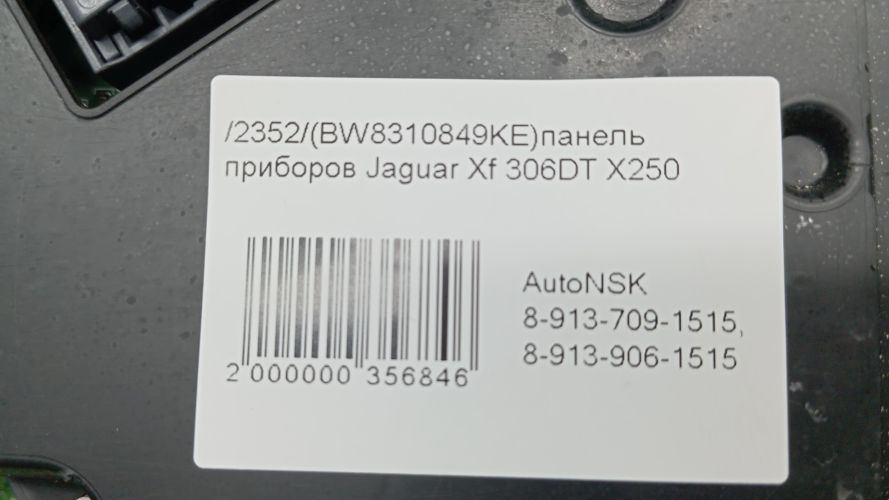 /2352/(BW8310849KE)панель
приборов Jaguar Xf 306DT X250
AutoNSK
8-913-709-1515,
8-913-906-1515
2 000000 356846